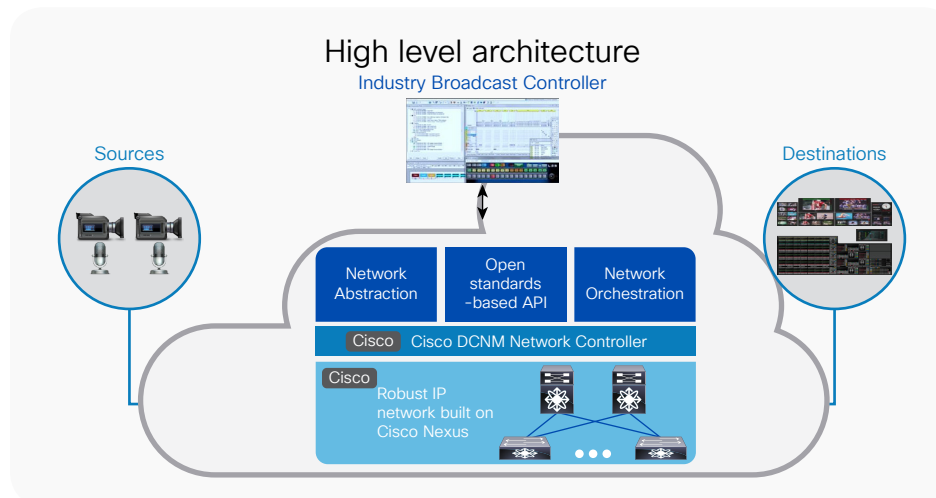 High level architecture
Industry Broadcast Controller
Sources
Destinations
Network
Abstraction
Open
standards
-based API
Network
Orchestration
Cisco
Cisco DCNM Network Controller
Cisco
Robust IP
network built on
Cisco Nexus